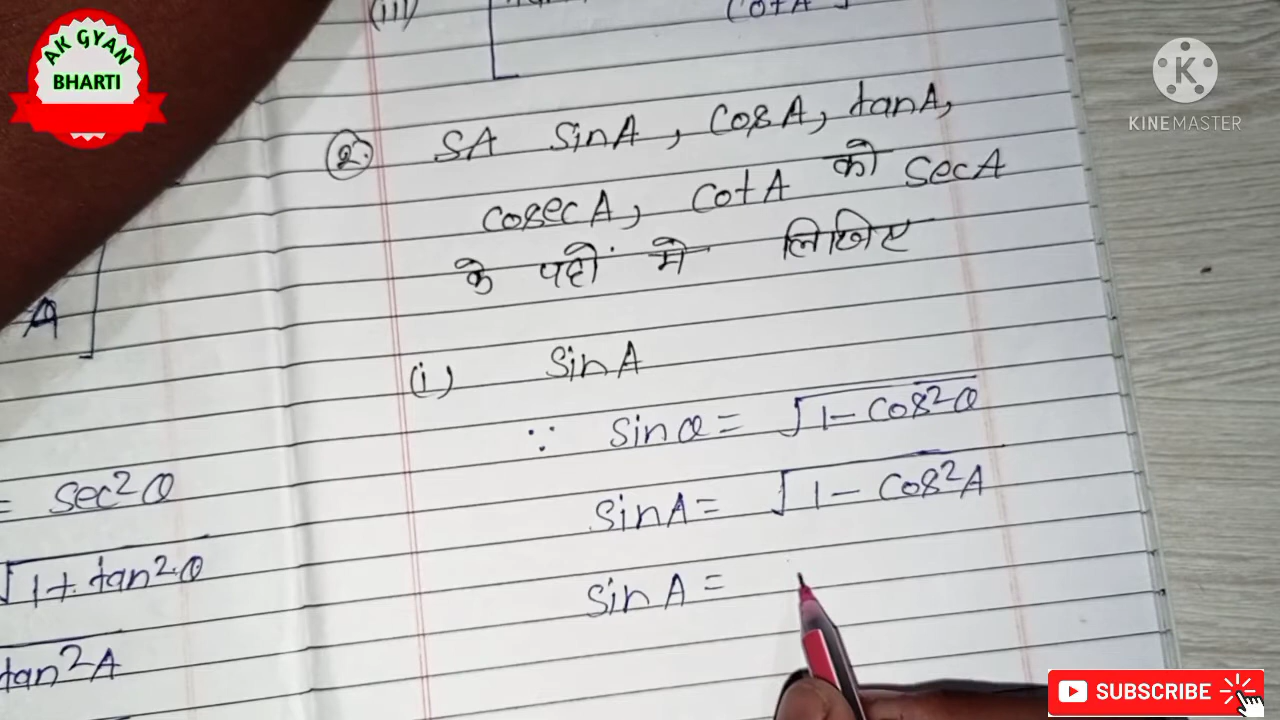 AK GYAN
BHARTI
K
KINEMASTER
(iii)
CotA
2. SA SinA, CosA, tanA,
CosecA, CotA को SecA
के पदों में लिखिए
(i) SinA
∵ Sinθ = √1 - Cos²θ
SinA = √1 - Cos²A
SinA =
A
= Sec²θ
√1 + tan²θ
tan²A
SUBSCRIBE